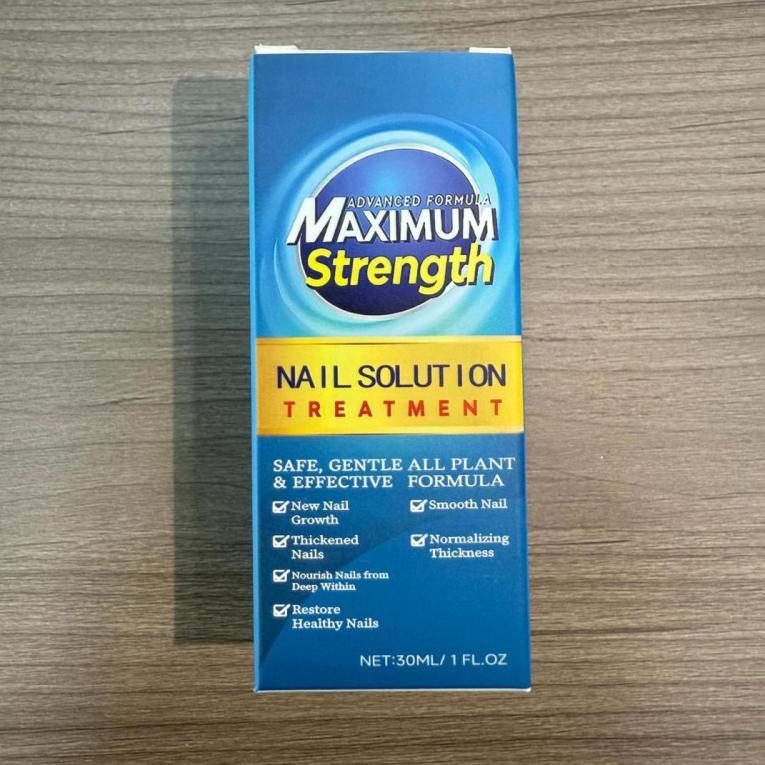 ADVANCED FORMULA
MAXIMUM
Strength
NAIL SOLUTION
TREATMENT
SAFE, GENTLE ALL PLANT
& EFFECTIVE FORMULA
New Nail
Growth
Thickened
Nails
Nourish Nails from
Deep Within
Restore
Healthy Nails
Smooth Nail
Normalizing
Thickness
NET:30ML/ 1 FL.OZ